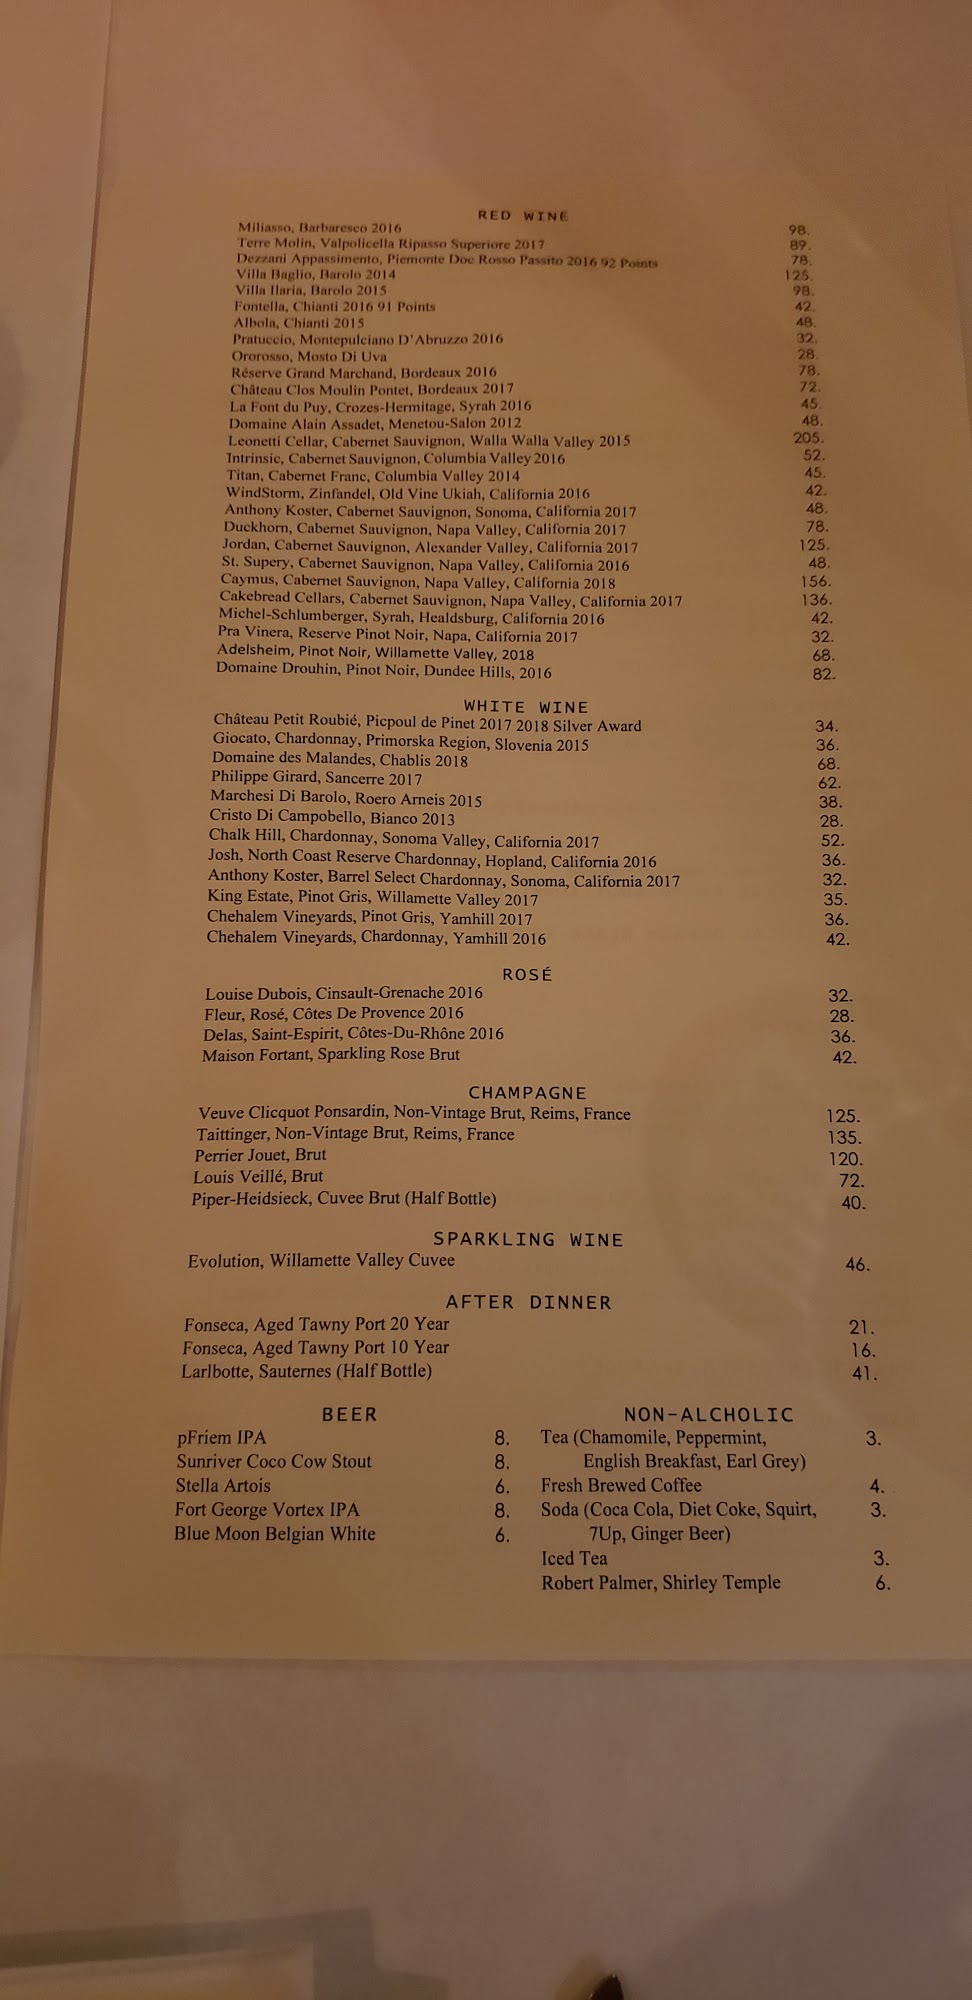 RED WINE
Miliasso, Barbaresco 2016 98.
Terre Molin, Valpolicella Ripasso Superiore 2017 89.
Dezzani Appassimento, Piemonte Doc Rosso Passito 2016 92 Points 78.
Villa Baglio, Barolo 2014 125.
Villa Ilaria, Barolo 2015 98.
Fontella, Chianti 2016 91 Points 42.
Albola, Chianti 2015 48.
Pratuccio, Montepulciano D'Abruzzo 2016 32.
Ororosso, Mosto Di Uva 28.
Réserve Grand Marchand, Bordeaux 2016 78.
Château Clos Moulin Pontet, Bordeaux 2017 72.
La Font du Puy, Crozes-Hermitage, Syrah 2016 45.
Domaine Alain Assadet, Menetou-Salon 2012 48.
Leonetti Cellar, Cabernet Sauvignon, Walla Walla Valley 2015 205.
Intrinsic, Cabernet Sauvignon, Columbia Valley 2016 52.
Titan, Cabernet Franc, Columbia Valley 2014 45.
WindStorm, Zinfandel, Old Vine Ukiah, California 2016 42.
Anthony Koster, Cabernet Sauvignon, Sonoma, California 2017 48.
Duckhorn, Cabernet Sauvignon, Napa Valley, California 2017 78.
Jordan, Cabernet Sauvignon, Alexander Valley, California 2017 125.
St. Supery, Cabernet Sauvignon, Napa Valley, California 2016 48.
Caymus, Cabernet Sauvignon, Napa Valley, California 2018 156.
Cakebread Cellars, Cabernet Sauvignon, Napa Valley, California 2017 136.
Michel-Schlumberger, Syrah, Healdsburg, California 2016 42.
Pra Vinera, Reserve Pinot Noir, Napa, California 2017 32.
Adelsheim, Pinot Noir, Willamette Valley, 2018 68.
Domaine Drouhin, Pinot Noir, Dundee Hills, 2016 82.
WHITE WINE
Château Petit Roubié, Picpoul de Pinet 2017 2018 Silver Award 34.
Giocato, Chardonnay, Primorska Region, Slovenia 2015 36.
Domaine des Malandes, Chablis 2018 68.
Philippe Girard, Sancerre 2017 62.
Marchesi Di Barolo, Roero Arneis 2015 38.
Cristo Di Campobello, Bianco 2013 28.
Chalk Hill, Chardonnay, Sonoma Valley, California 2017 52.
Josh, North Coast Reserve Chardonnay, Hopland, California 2016 36.
Anthony Koster, Barrel Select Chardonnay, Sonoma, California 2017 32.
King Estate, Pinot Gris, Willamette Valley 2017 35.
Chehalem Vineyards, Pinot Gris, Yamhill 2017 36.
Chehalem Vineyards, Chardonnay, Yamhill 2016 42.
ROSÉ
Louise Dubois, Cinsault-Grenache 2016 32.
Fleur, Rosé, Côtes De Provence 2016 28.
Delas, Saint-Espirit, Côtes-Du-Rhône 2016 36.
Maison Fortant, Sparkling Rose Brut 42.
CHAMPAGNE
Veuve Clicquot Ponsardin, Non-Vintage Brut, Reims, France 125.
Taittinger, Non-Vintage Brut, Reims, France 135.
Perrier Jouet, Brut 120.
Louis Veillé, Brut 72.
Piper-Heidsieck, Cuvee Brut (Half Bottle) 40.
SPARKLING WINE
Evolution, Willamette Valley Cuvee 46.
AFTER DINNER
Fonseca, Aged Tawny Port 20 Year 21.
Fonseca, Aged Tawny Port 10 Year 16.
Larlbotte, Sauternes (Half Bottle) 41.
BEER
pFriem IPA 8.
Sunriver Coco Cow Stout 8.
Stella Artois 6.
Fort George Vortex IPA 8.
Blue Moon Belgian White 6.
NON-ALCHOLIC
Tea (Chamomile, Peppermint, 3.
English Breakfast, Earl Grey)
Fresh Brewed Coffee 4.
Soda (Coca Cola, Diet Coke, Squirt, 3.
7Up, Ginger Beer)
Iced Tea 3.
Robert Palmer, Shirley Temple 6.